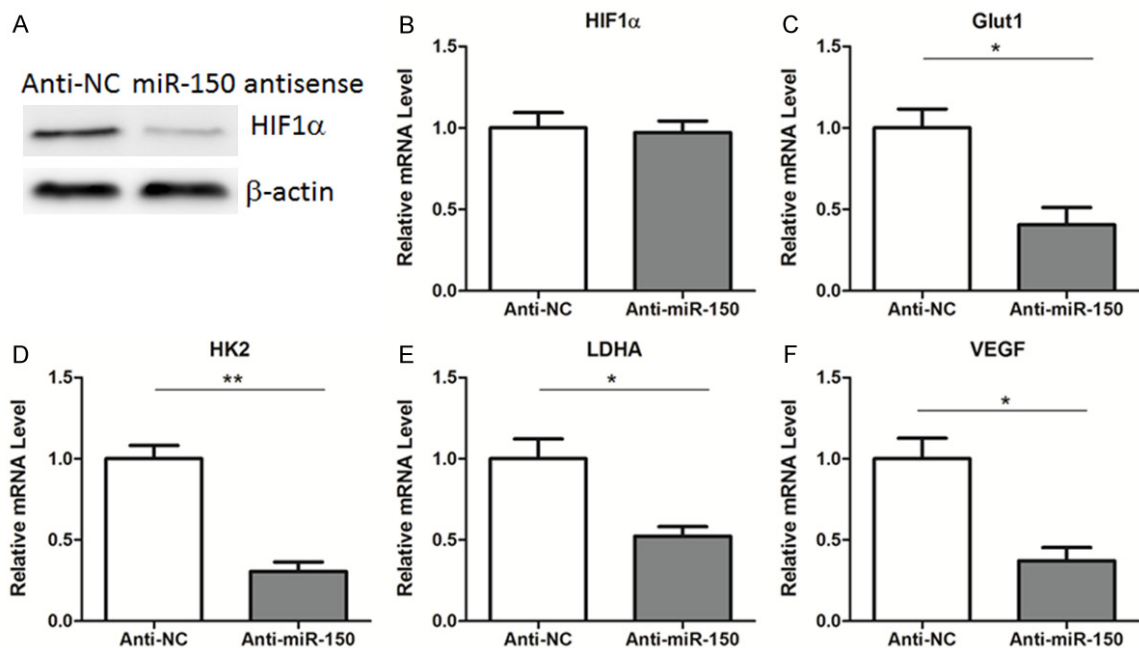 A
Anti-NC miR-150 antisense
HIF1α
β-actin
B
HIF1α
Relative mRNA Level
1.5
1.0
0.5
0.0
Anti-NC Anti-miR-150
C
Glut1
Relative mRNA Level
1.5
1.0
0.5
0.0
*
Anti-NC Anti-miR-150
D
HK2
Relative mRNA Level
1.5
1.0
0.5
0.0
**
Anti-NC Anti-miR-150
E
LDHA
Relative mRNA Level
1.5
1.0
0.5
0.0
*
Anti-NC Anti-miR-150
F
VEGF
Relative mRNA Level
1.5
1.0
0.5
0.0
*
Anti-NC Anti-miR-150